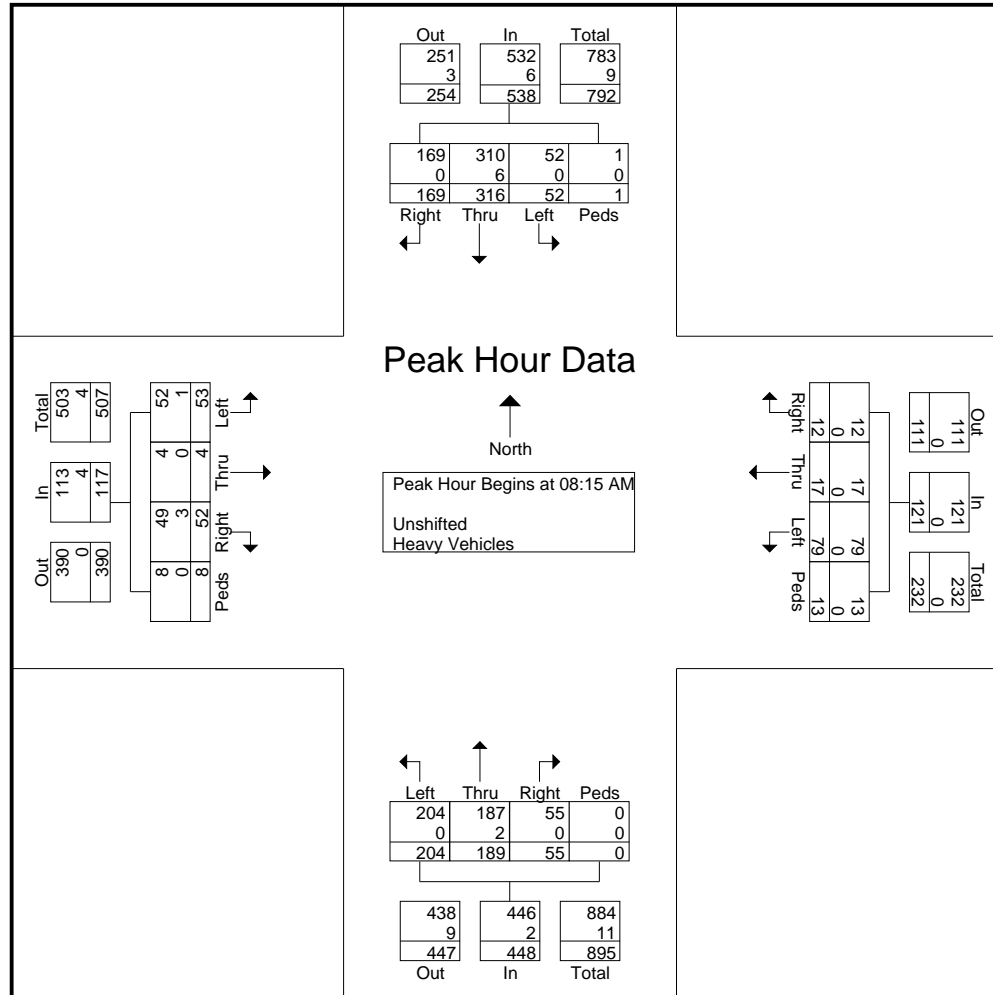 Out In Total
251 532 783
3 6 9
254 538 792
169 310 52 1
0 6 0 0
169 316 52 1
Right Thru Left Peds
Peak Hour Data
North
Peak Hour Begins at 08:15 AM
Unshifted
Heavy Vehicles
Total
503
4
507
In
113
4
117
Out
390
0
390
52
1
53
Left
4
0
4
Thru
49
3
52
Right
8
0
8
Peds
Right
12
0
12
Thru
17
0
17
Left
79
0
79
Peds
13
0
13
Out
111
0
111
In
121
0
121
Total
232
0
232
Left Thru Right Peds
204 187 55 0
0 2 0 0
204 189 55 0
438 446 884
9 2 11
447 448 895
Out In Total